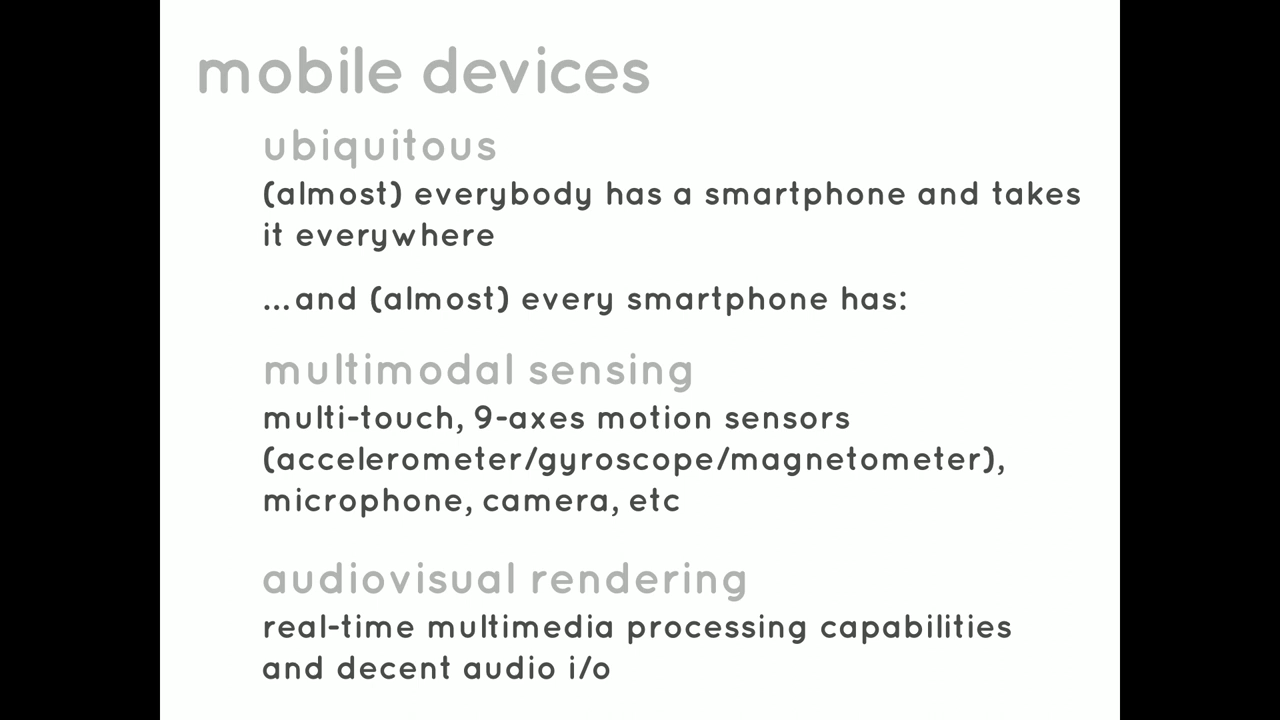 mobile devices
ubiquitous
(almost) everybody has a smartphone and takes
it everywhere
...and (almost) every smartphone has:
multimodal sensing
multi-touch, 9-axes motion sensors
(accelerometer/gyroscope/magnetometer),
microphone, camera, etc
audiovisual rendering
real-time multimedia processing capabilities
and decent audio i/o